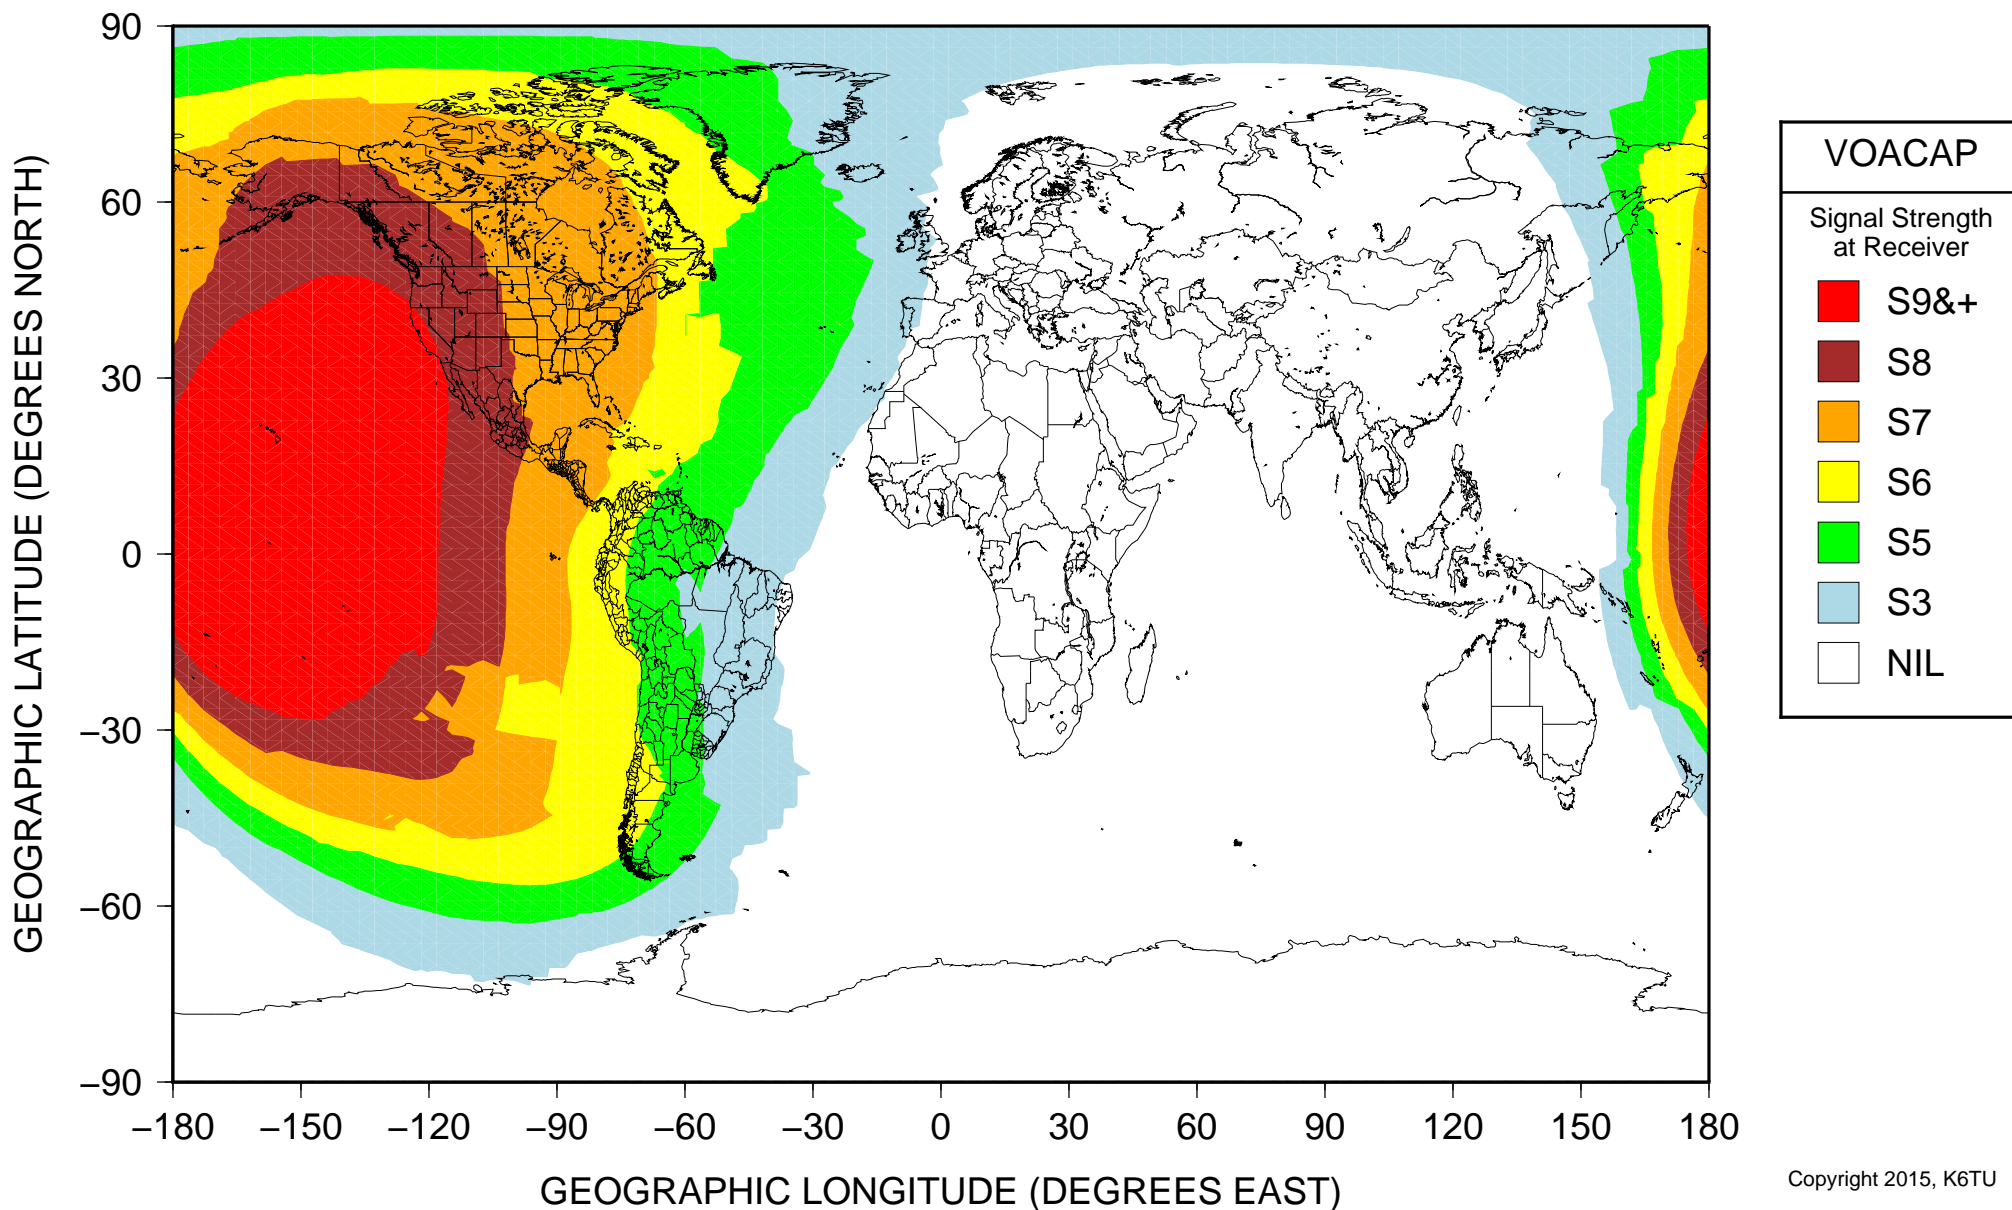 GEOGRAPHIC LATITUDE (DEGREES NORTH)
90
60
30
0
−30
−60
−90
−180 −150 −120 −90 −60 −30 0 30 60 90 120 150 180
GEOGRAPHIC LONGITUDE (DEGREES EAST)
VOACAP
Signal Strength
at Receiver
S9&+
S8
S7
S6
S5
S3
NIL
Copyright 2015, K6TU